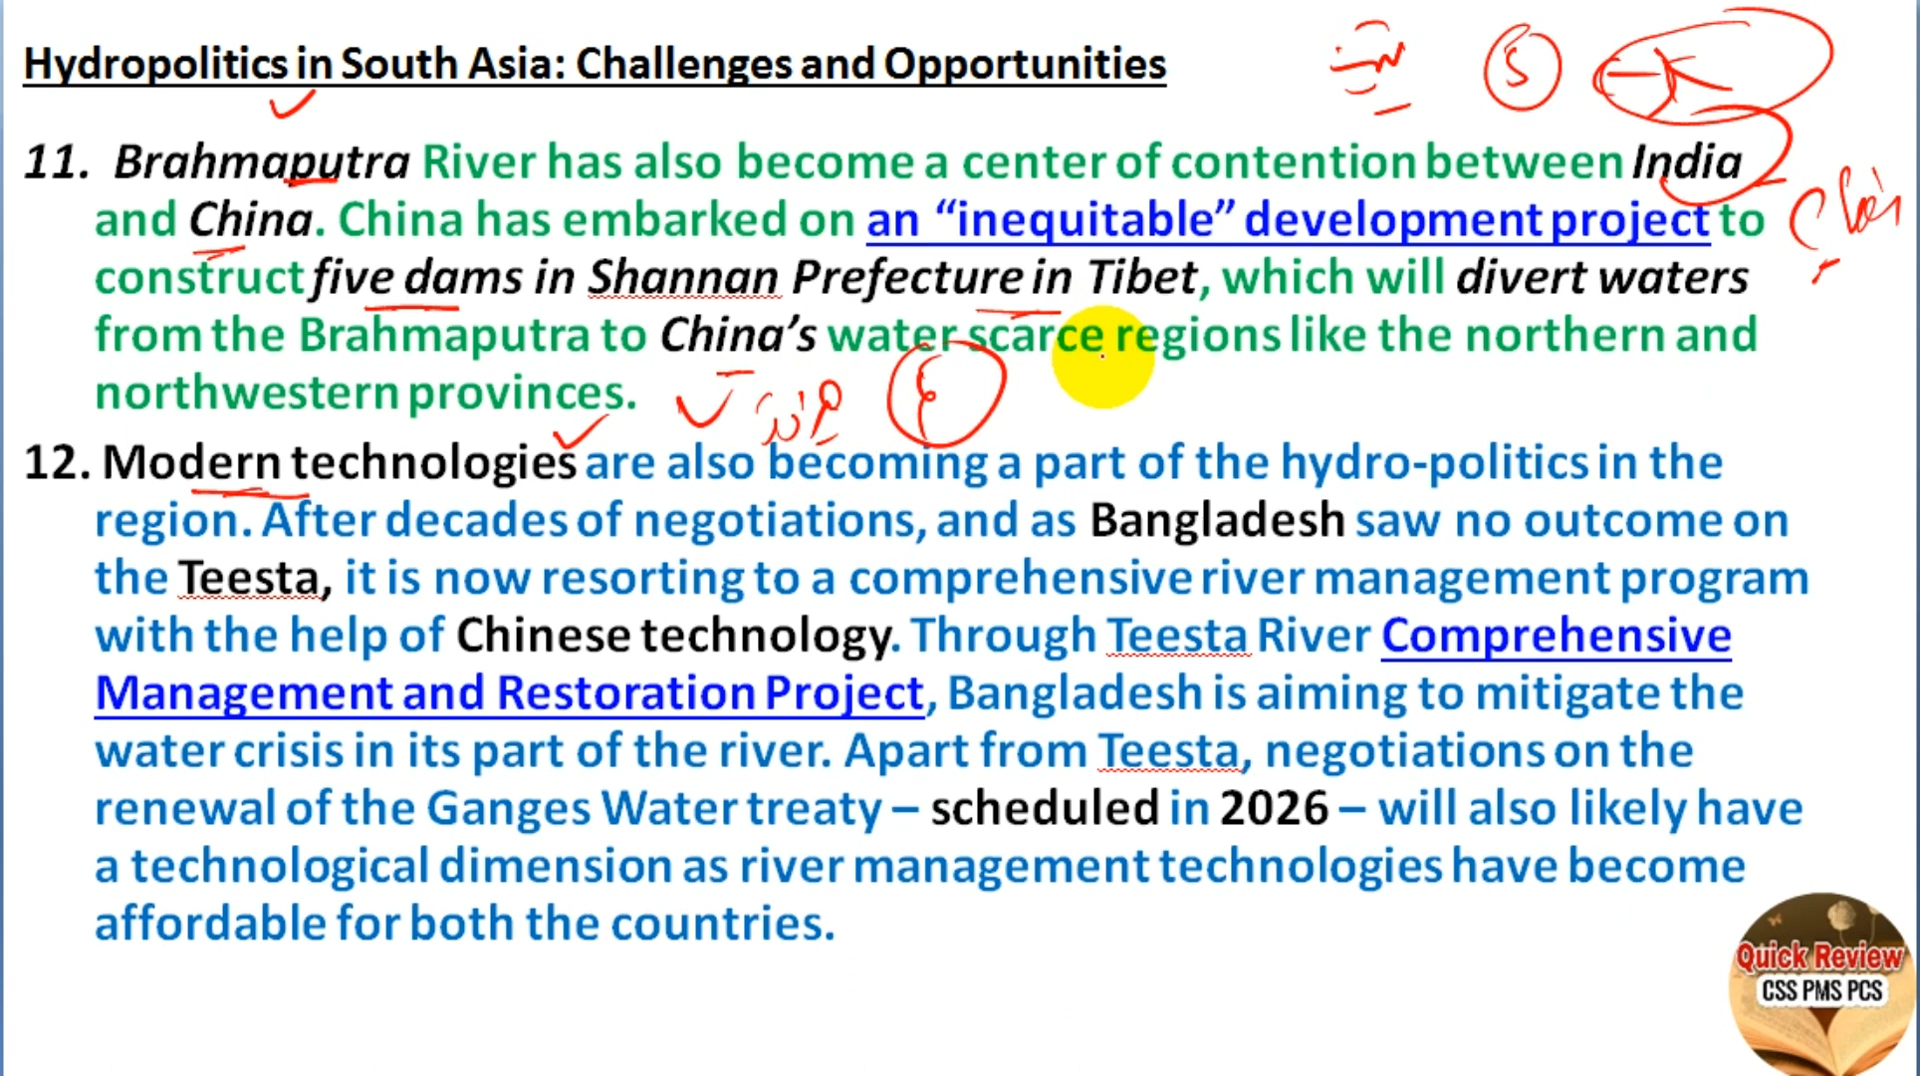 Hydropolitics in South Asia: Challenges and Opportunities
11. Brahmaputra River has also become a center of contention between India
and China. China has embarked on an “inequitable” development project to
construct five dams in Shannan Prefecture in Tibet, which will divert waters
from the Brahmaputra to China’s water scarce regions like the northern and
northwestern provinces.
12. Modern technologies are also becoming a part of the hydro-politics in the
region. After decades of negotiations, and as Bangladesh saw no outcome on
the Teesta, it is now resorting to a comprehensive river management program
with the help of Chinese technology. Through Teesta River Comprehensive
Management and Restoration Project, Bangladesh is aiming to mitigate the
water crisis in its part of the river. Apart from Teesta, negotiations on the
renewal of the Ganges Water treaty – scheduled in 2026 – will also likely have
a technological dimension as river management technologies have become
affordable for both the countries.
Quick Review
CSS PMS PCS